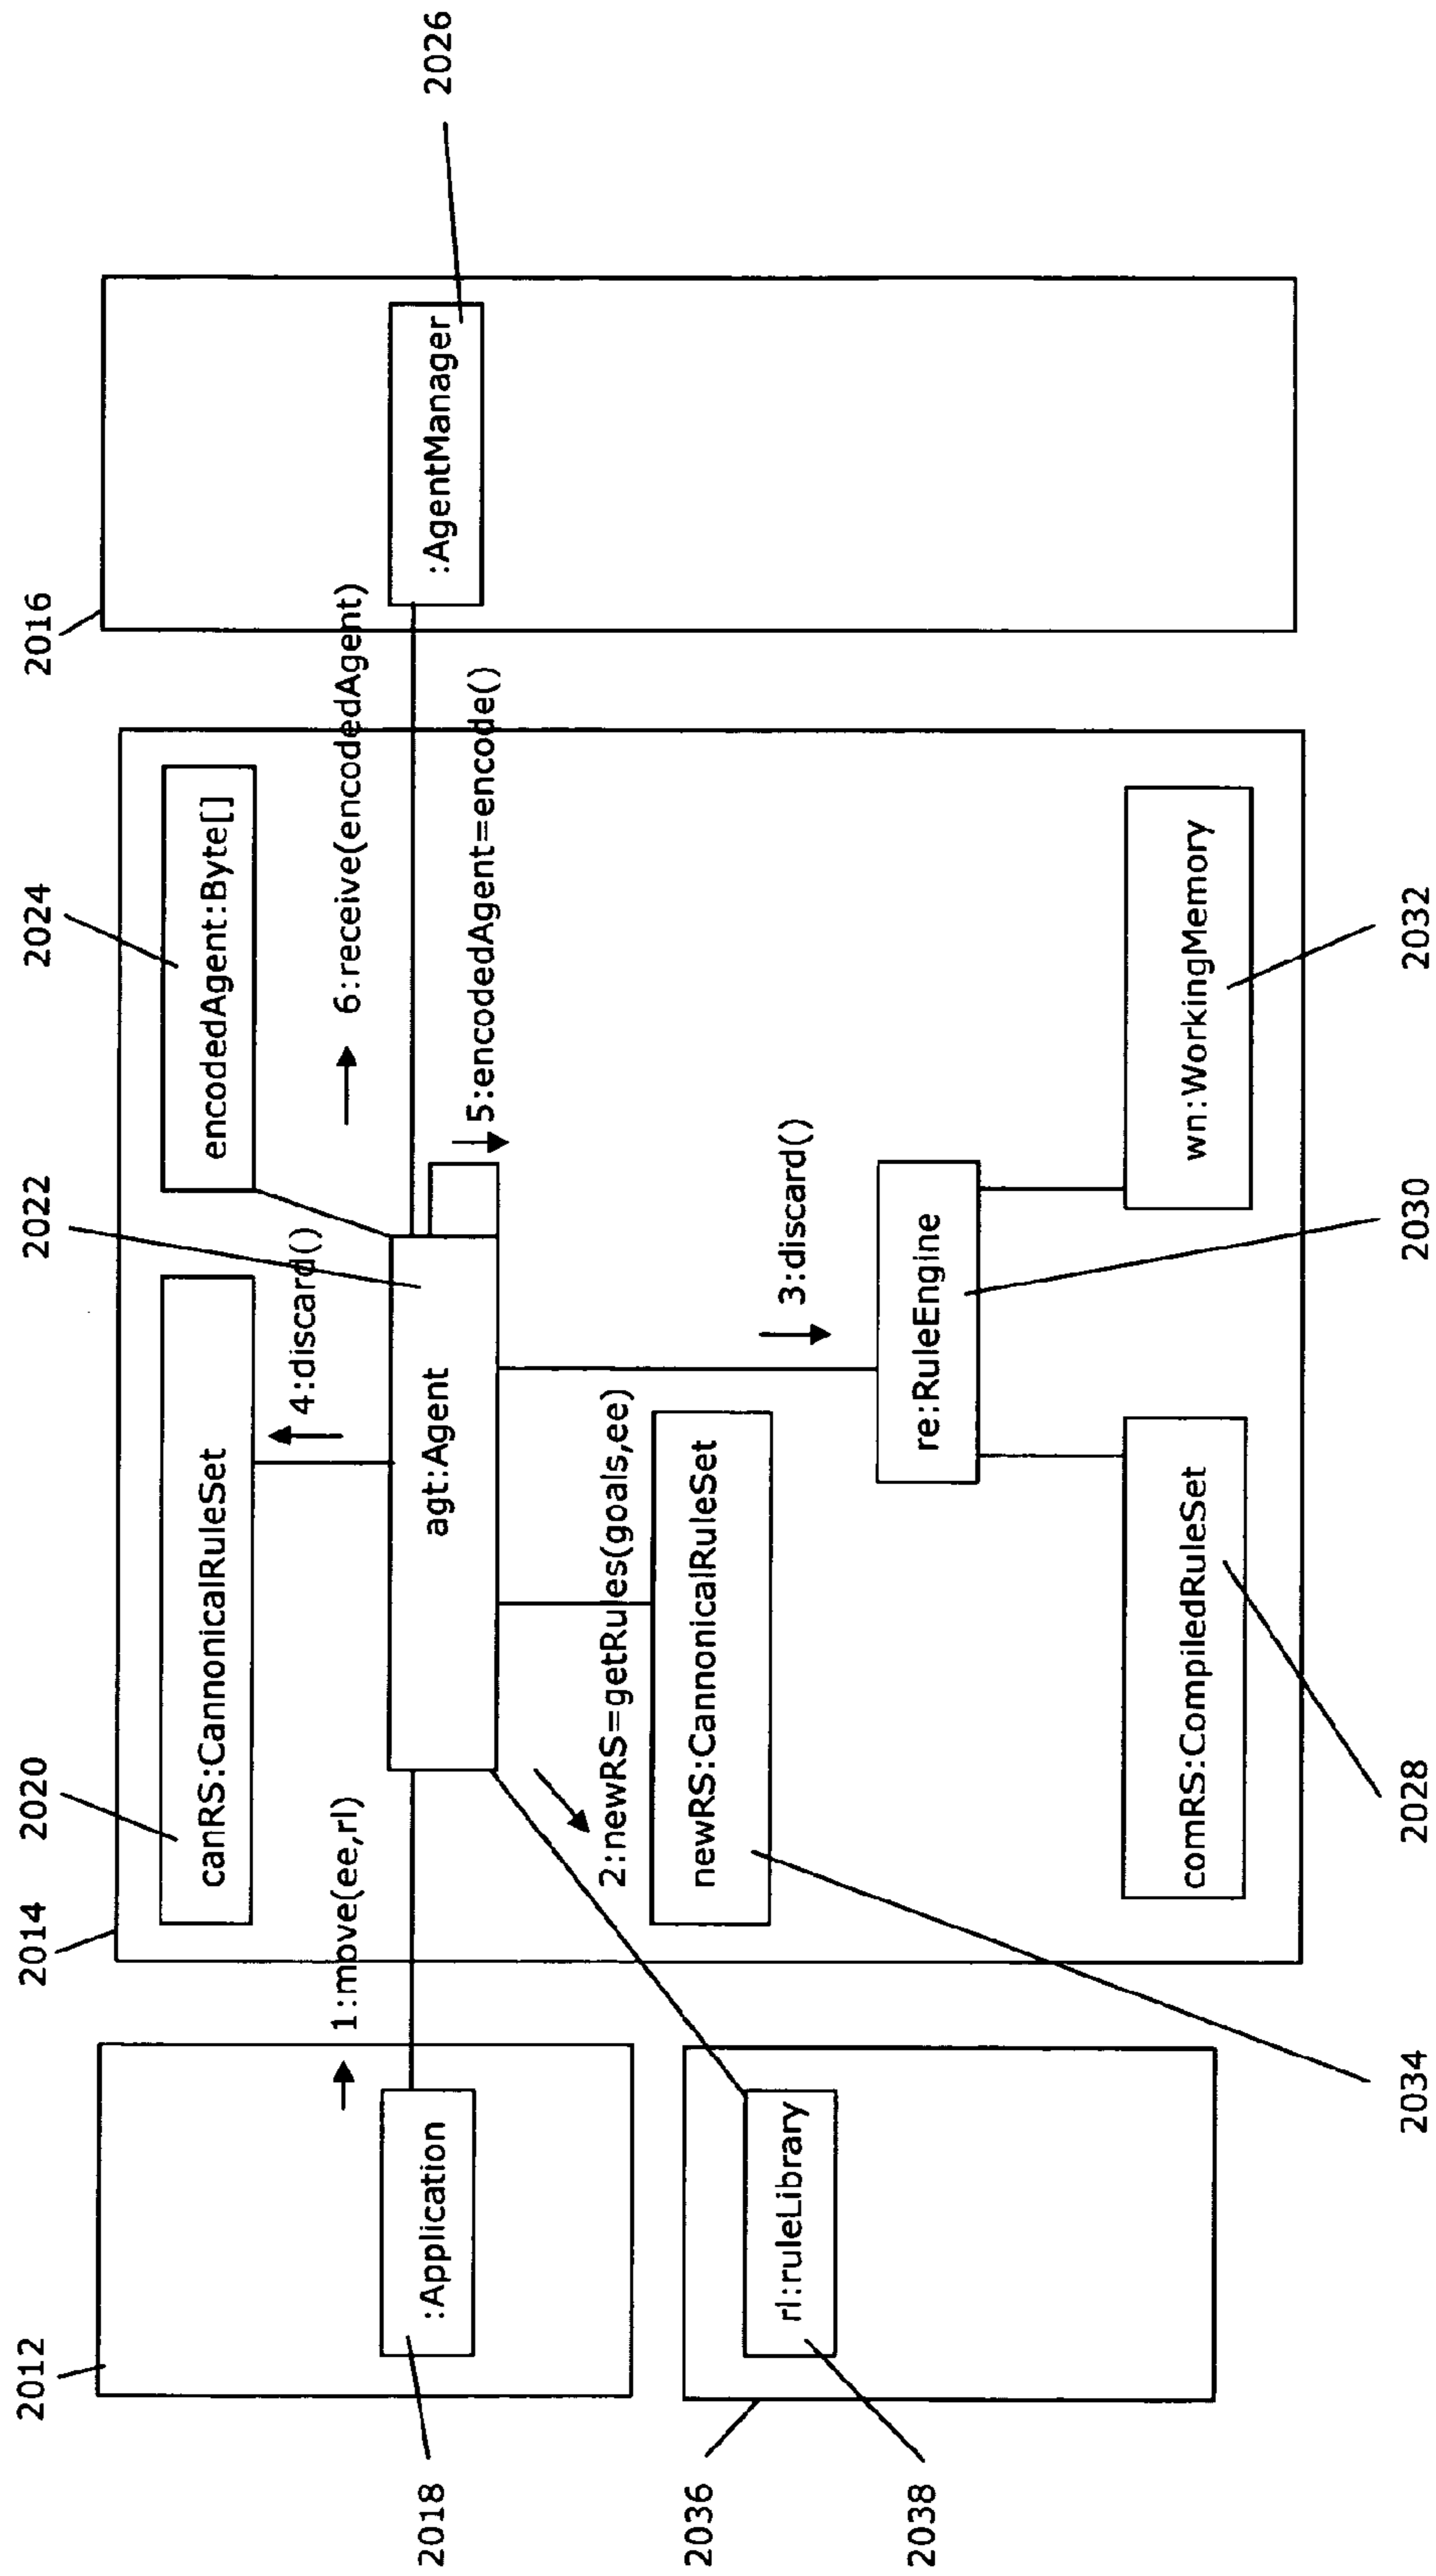 2012
2014
2020
2022
2024
2016
canRS:CannonicalRuleSet
encodedAgent:Byte[]
4:discard()
1:move(ee,rl)
6:receive(encodedAgent)
:Application
agt:Agent
:AgentManager
2018
2026
5:encodedAgent=encode()
2:newRS=getRules(goals,ee)
newRS:CannonicalRuleSet
2036
rl:ruleLibrary
3:discard()
2038
re:RuleEngine
comRS:CompiledRuleSet
wn:WorkingMemory
2034
2028
2030
2032